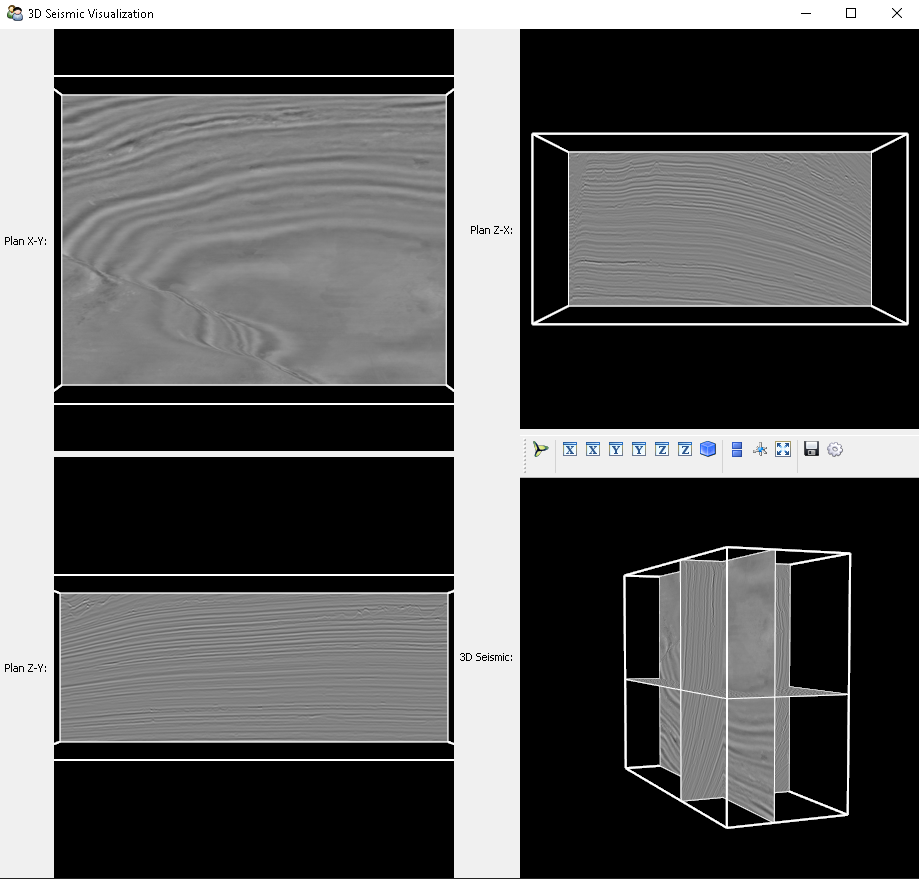 3D Seismic Visualization
Plan X-Y:
Plan Z-X:
X X Y Y Z Z
Plan Z-Y:
3D Seismic: